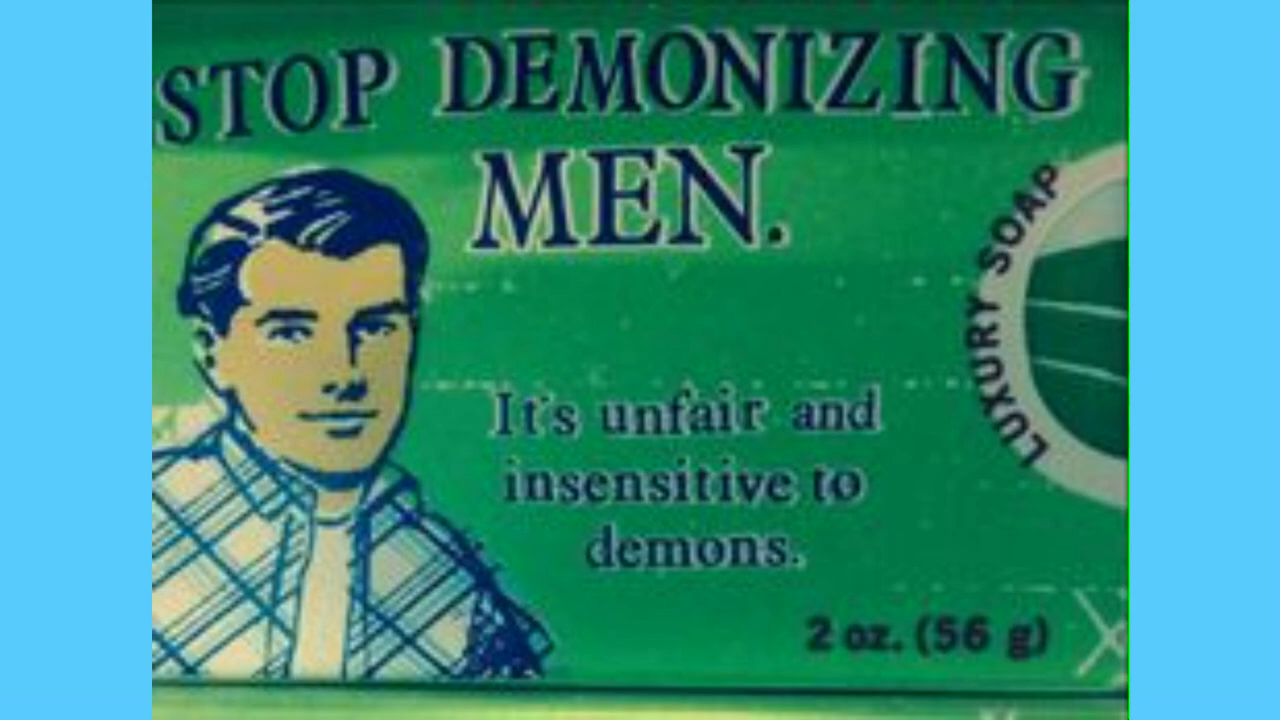 STOP DEMONIZING
MEN.
LUXURY SOAP
It's unfair and
insensitive to
demons.
2 oz. (56 g)